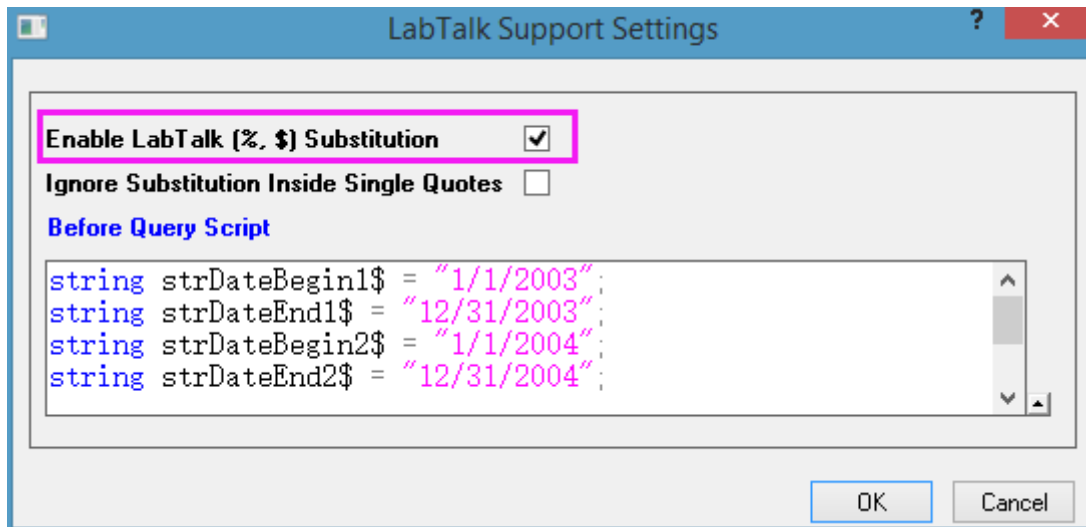 LabTalk Support Settings
?
Enable LabTalk (%, $) Substitution
Ignore Substitution Inside Single Quotes
Before Query Script
string strDateBegin1$ = "1/1/2003";
string strDateEnd1$ = "12/31/2003";
string strDateBegin2$ = "1/1/2004";
string strDateEnd2$ = "12/31/2004";
OK
Cancel